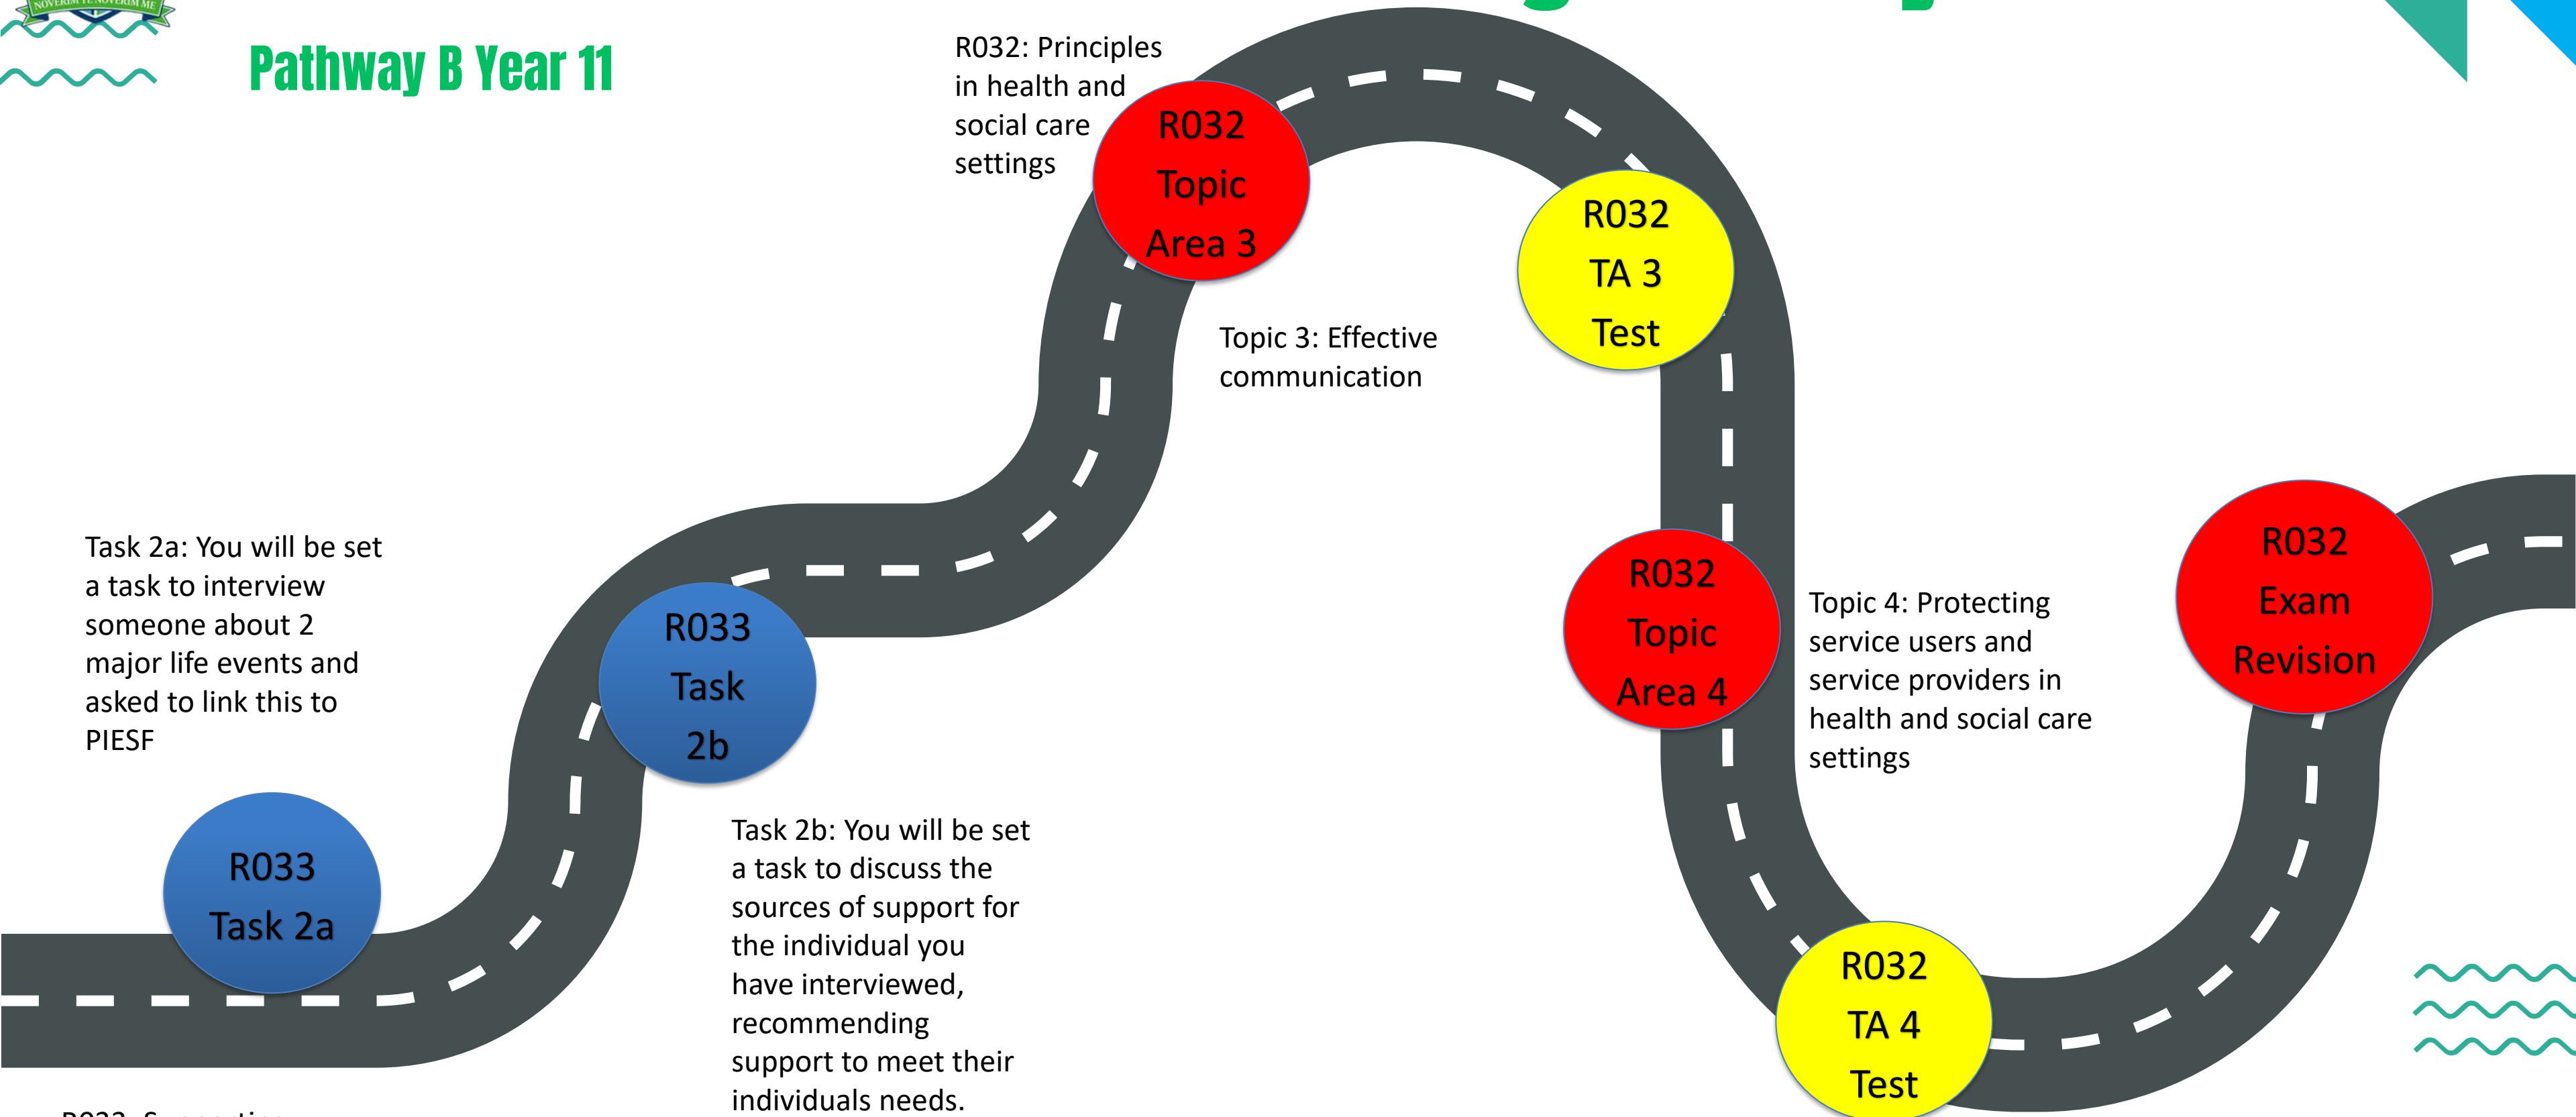 NOVERIM TE NOVERIM ME
Pathway B Year 11
R032: Principles
in health and
social care
settings
R032
Topic
Area 3
R032
TA 3
Test
Topic 3: Effective
communication
Task 2a: You will be set
a task to interview
someone about 2
major life events and
asked to link this to
PIESF
R033
Task
2b
R032
Topic
Area 4
Topic 4: Protecting
service users and
service providers in
health and social care
settings
R032
Exam
Revision
R033
Task 2a
Task 2b: You will be set
a task to discuss the
sources of support for
the individual you
have interviewed,
recommending
support to meet their
individuals needs.
R032
TA 4
Test